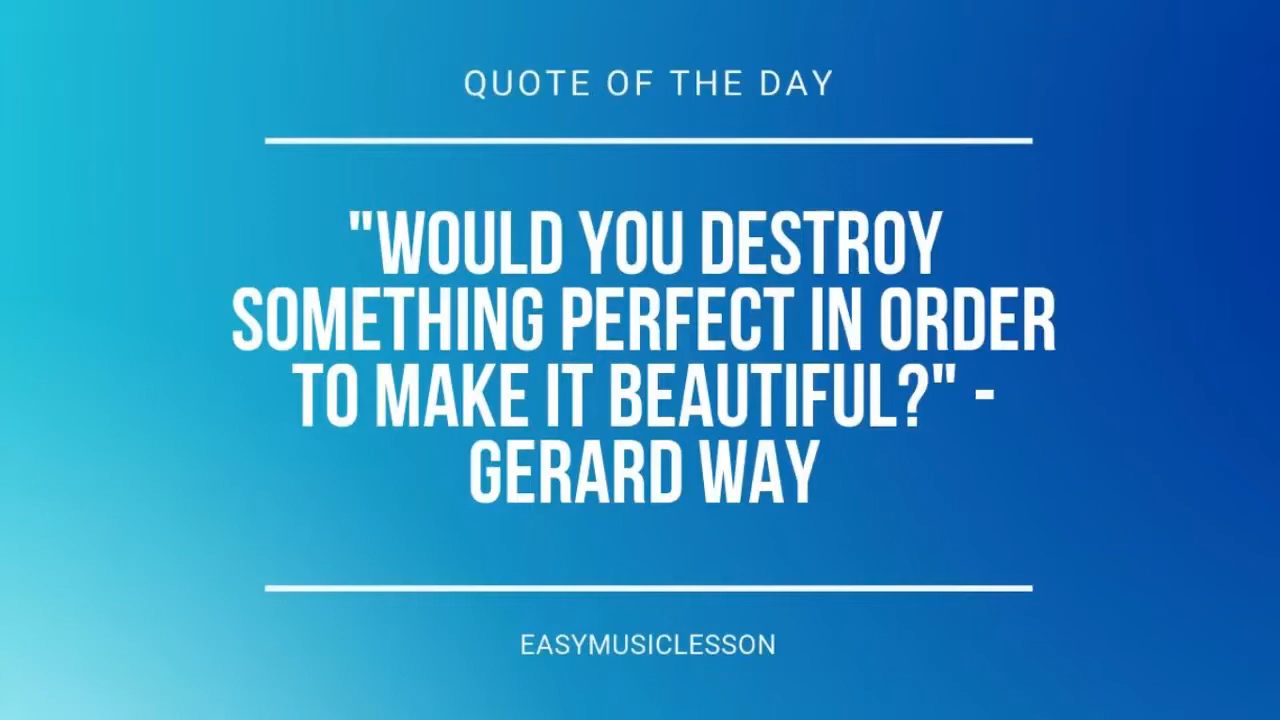 QUOTE OF THE DAY
"WOULD YOU DESTROY
SOMETHING PERFECT IN ORDER
TO MAKE IT BEAUTIFUL?" -
GERARD WAY
EASYMUSICLESSON